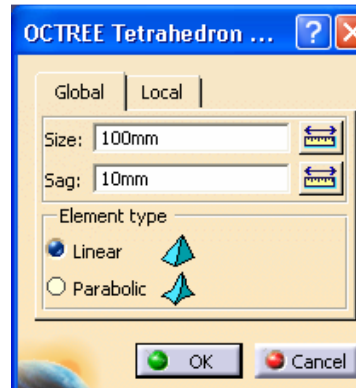 OCTREE Tetrahedron ...
Global Local
Size: 100mm
Sag: 10mm
Element type
Linear
Parabolic
OK Cancel